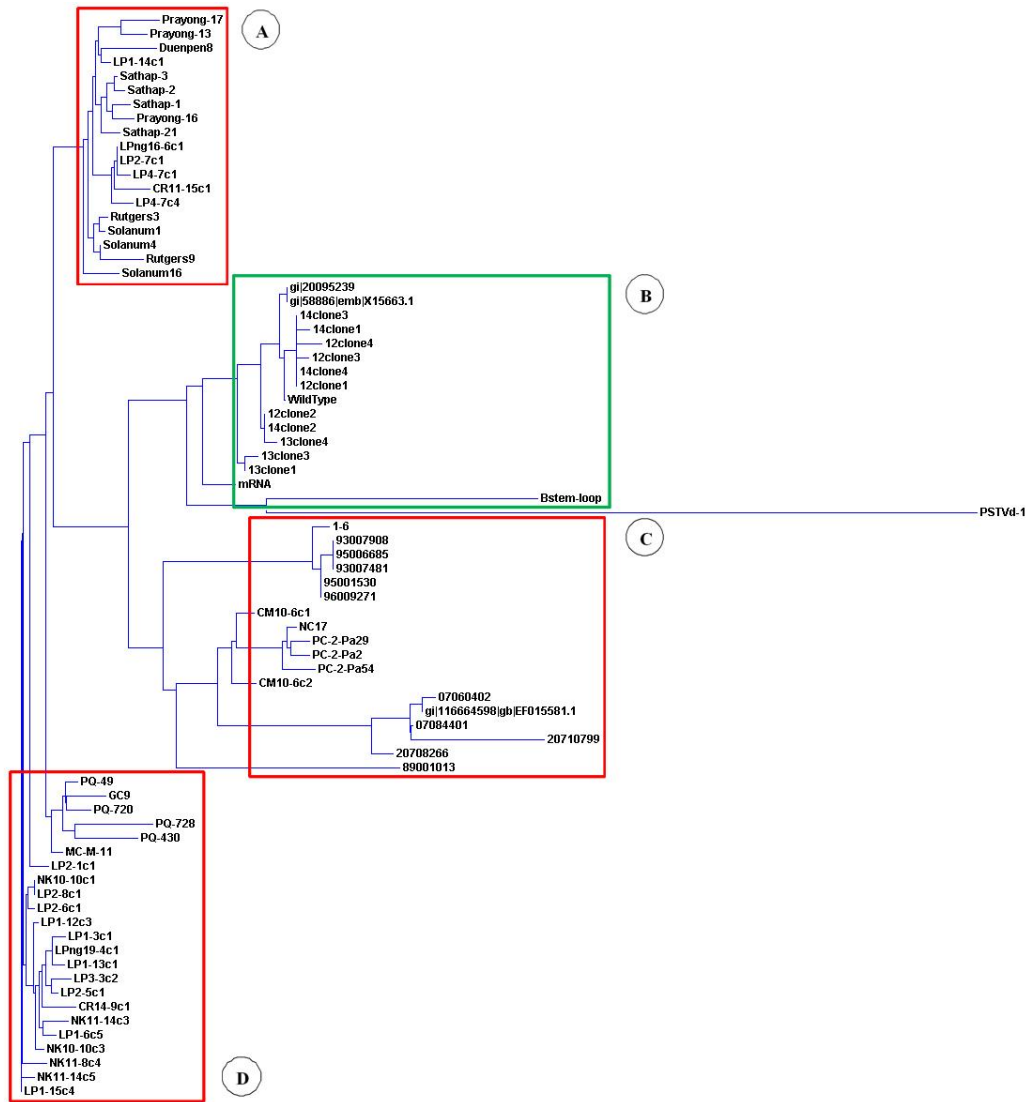 Prayong-17
A
Prayong-13
Duenpen8
LP1-14c1
Sathap-3
Sathap-2
Sathap-1
Prayong-16
Sathap-21
LPng16-6c1
LP2-7c1
LP4-7c1
CR11-15c1
LP4-7c4
Rutgers3
Solanum1
Solanum4
Rutgers9
Solanum16
B
gi|20095239
gi|58886|emb|X15663.1
14clone3
14clone1
12clone4
12clone3
14clone4
12clone1
WildType
12clone2
14clone2
13clone4
13clone3
13clone1
mRNA
Bstem-loop
PSTVd-1
C
1-6
93007908
95006685
93007481
95001530
96009271
CM10-6c1
NC17
PC-2-Pa29
PC-2-Pa2
PC-2-Pa54
CM10-6c2
07060402
gi|116664598|gb|EF015581.1
07084401
20710799
20708266
89001013
PQ-49
GC9
PQ-720
PQ-728
PQ-430
MC-M-11
LP2-1c1
NK10-10c1
LP2-8c1
LP2-6c1
LP1-12c3
LP1-3c1
LPng19-4c1
LP1-13c1
LP3-3c2
LP2-5c1
CR14-9c1
NK11-14c3
LP1-6c5
NK10-10c3
NK11-8c4
NK11-14c5
D
LP1-15c4